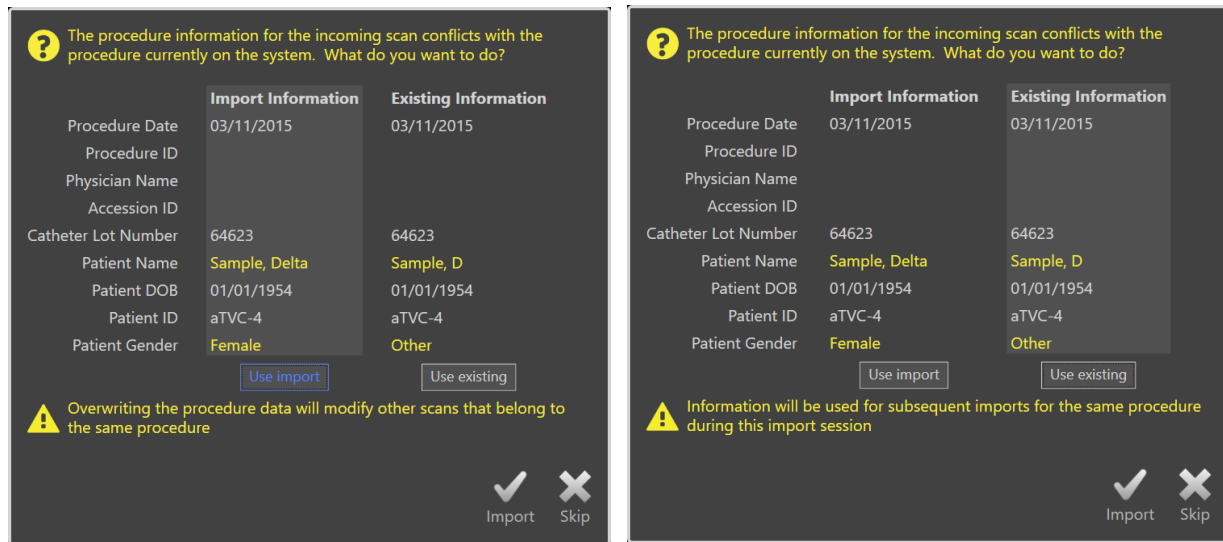 The procedure information for the incoming scan conflicts with the
procedure currently on the system.  What do you want to do?
Import Information Existing Information
Procedure Date 03/11/2015 03/11/2015
Procedure ID
Physician Name
Accession ID
Catheter Lot Number 64623 64623
Patient Name Sample, Delta Sample, D
Patient DOB 01/01/1954 01/01/1954
Patient ID aTVC-4 aTVC-4
Patient Gender Female Other
Use import Use existing
Overwriting the procedure data will modify other scans that belong to
the same procedure
Import Skip
The procedure information for the incoming scan conflicts with the
procedure currently on the system.  What do you want to do?
Import Information Existing Information
Procedure Date 03/11/2015 03/11/2015
Procedure ID
Physician Name
Accession ID
Catheter Lot Number 64623 64623
Patient Name Sample, Delta Sample, D
Patient DOB 01/01/1954 01/01/1954
Patient ID aTVC-4 aTVC-4
Patient Gender Female Other
Use import Use existing
Information will be used for subsequent imports for the same procedure
during this import session
Import Skip